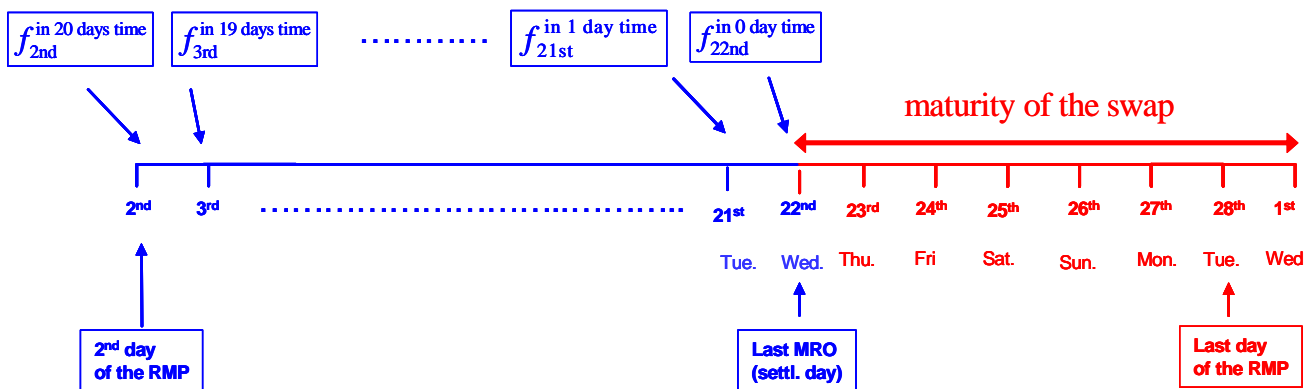 f in 20 days time 2nd
f in 19 days time 3rd
............
f in 1 day time 21st
f in 0 day time 22nd
maturity of the swap
2nd 3rd ................................ 21st 22nd 23rd 24th 25th 26th 27th 28th 1st
Tue. Wed. Thu. Fri Sat. Sun. Mon. Tue. Wed
2nd day
of the RMP
Last MRO
(settl. day)
Last day
of the RMP